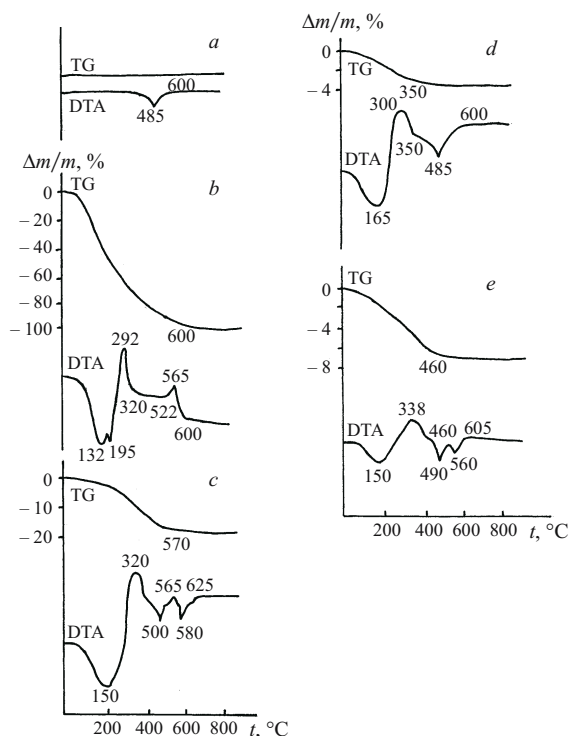 a
TG
600
DTA
485
Δm/m, %
b
TG
0
– 20
– 40
– 60
– 80
– 100
600
292
565
DTA
320
522
132
195
600
c
0
TG
– 10
– 20
570
320
565
625
DTA
500
580
150
200 400 600 800 t, °C
Δm/m, %
d
0
TG
– 4
350
300
600
350
DTA
485
165
Δm/m, %
e
TG
0
– 4
– 8
460
338
460
605
DTA
490
560
150
200 400 600 800 t, °C